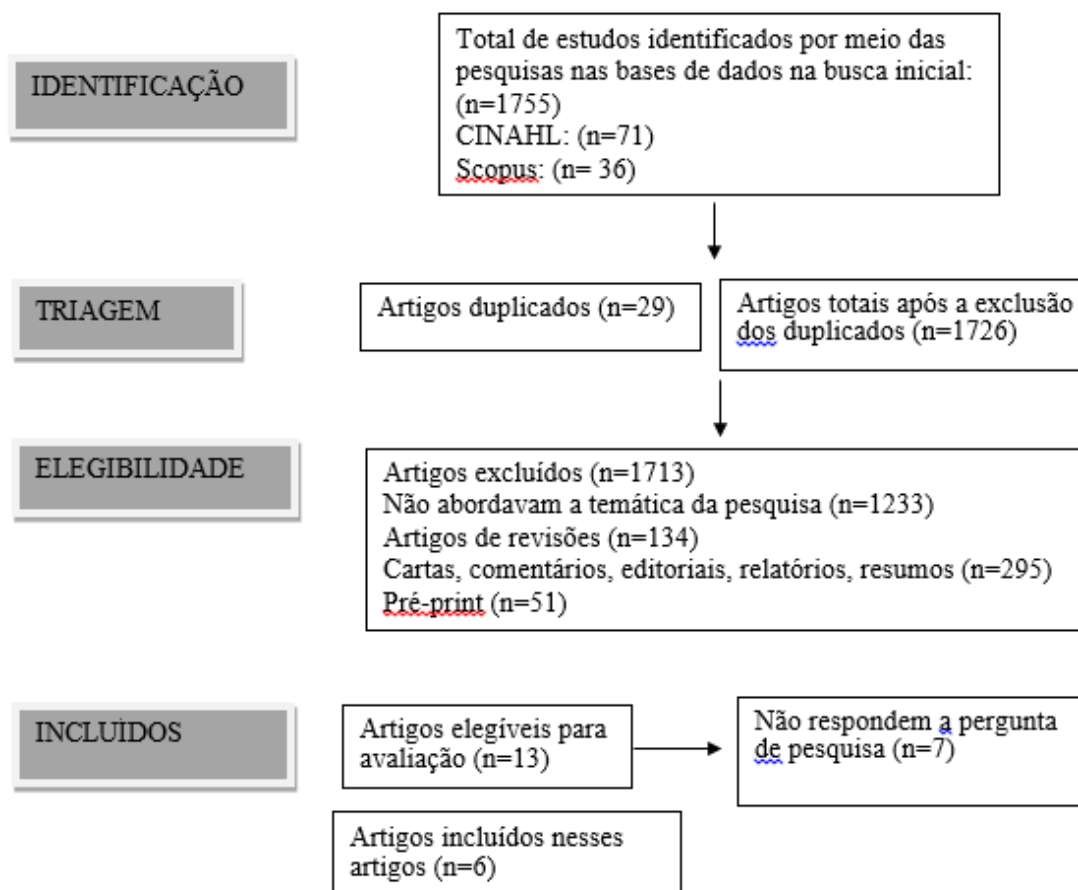 IDENTIFICAÇÃO
Total de estudos identificados por meio das
pesquisas nas bases de dados na busca inicial:
(n=1755)
CINAHL: (n=71)
Scopus: (n= 36)
TRIAGEM
Artigos duplicados (n=29)
Artigos totais após a exclusão
dos duplicados (n=1726)
ELEGIBILIDADE
Artigos excluídos (n=1713)
Não abordavam a temática da pesquisa (n=1233)
Artigos de revisões (n=134)
Cartas, comentários, editoriais, relatórios, resumos (n=295)
Pré-print (n=51)
INCLUÍDOS
Artigos elegíveis para
avaliação (n=13)
Não respondem a pergunta
de pesquisa (n=7)
Artigos incluídos nesses
artigos (n=6)